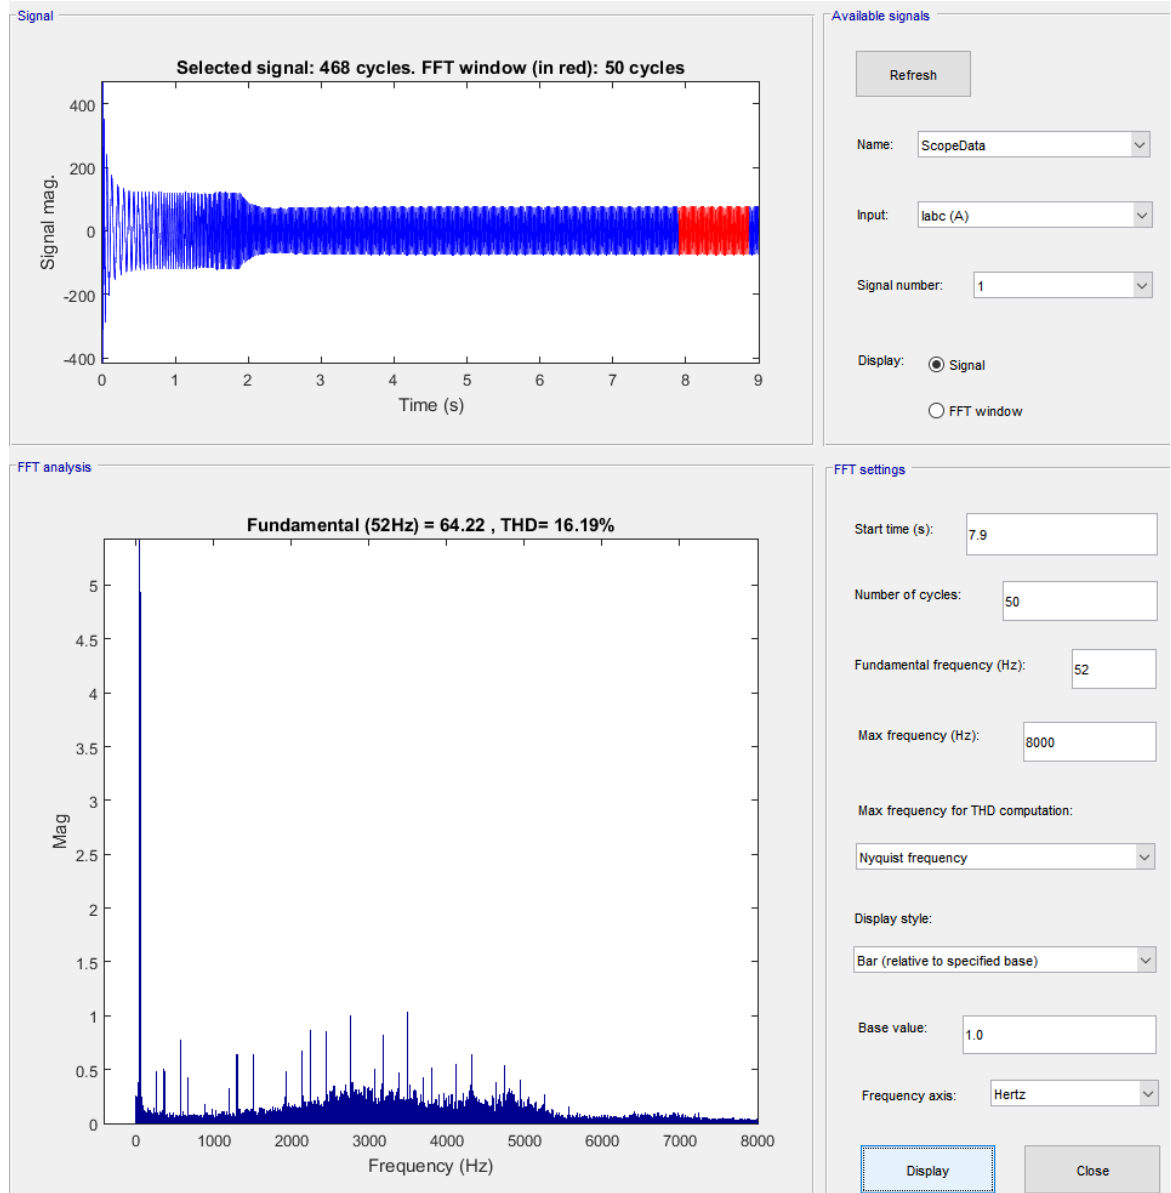 Signal
Selected signal: 468 cycles. FFT window (in red): 50 cycles
400
200
0
-200
-400
Signal mag.
0 1 2 3 4 5 6 7 8 9
Time (s)
Available signals
Refresh
Name: ScopeData
Input: Iabc (A)
Signal number: 1
Display: Signal
FFT window
FFT analysis
Fundamental (52Hz) = 64.22 , THD= 16.19%
5
4.5
4
3.5
3
2.5
2
1.5
1
0.5
0
Mag
0 1000 2000 3000 4000 5000 6000 7000 8000
Frequency (Hz)
FFT settings
Start time (s): 7.9
Number of cycles: 50
Fundamental frequency (Hz): 52
Max frequency (Hz): 8000
Max frequency for THD computation:
Nyquist frequency
Display style:
Bar (relative to specified base)
Base value: 1.0
Frequency axis: Hertz
Display Close